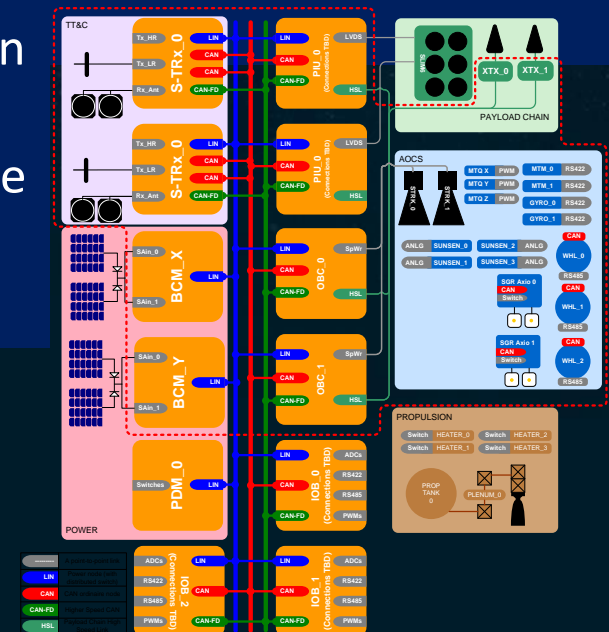 n
e
TT&C
Tx_HR
Tx_LR
Rx_Ant
S-TRx_0
LIN
CAN
CAN
CAN-FD
LIN
CAN
CAN-FD
PIU_0
(Connections TBD)
LVDS
HSL
SLIM6
XTX_0
XTX_1
PAYLOAD CHAIN
Tx_HR
Tx_LR
Rx_Ant
S-TRx_0
LIN
CAN
CAN
CAN-FD
LIN
CAN
CAN-FD
PIU_0
(Connections TBD)
LVDS
HSL
AOCS
STRK_0
STRK_1
MTQ X PWM
MTQ Y PWM
MTQ Z PWM
MTM_0 RS422
MTM_1 RS422
GYRO_0 RS422
GYRO_1 RS422
ANLG SUNSEN_0
SUNSEN_2 ANLG
ANLG SUNSEN_1
SUNSEN_3 ANLG
CAN
WHL_0
RS485
CAN
WHL_1
RS485
CAN
WHL_2
RS485
SGR Axio 0
CAN
Switch
SGR Axio 1
CAN
Switch
SAin_0
SAin_1
BCM_X
LIN
LIN
CAN
CAN-FD
OBC_0
SpWr
HSL
SAin_0
SAin_1
BCM_Y
LIN
LIN
CAN
CAN-FD
OBC_1
SpWr
HSL
PROPULSION
Switch HEATER_0
Switch HEATER_2
Switch HEATER_1
Switch HEATER_3
PROP
TANK
0
PLENUM_0
Switches
PDM_0
LIN
POWER
LIN
CAN
CAN-FD
IOB_0
(Connections TBD)
ADCs
RS422
RS485
PWMs
ADCs
RS422
RS485
PWMs
(Connections TBD)
IOB_2
LIN
CAN
CAN-FD
LIN
CAN
CAN-FD
IOB_1
(Connections TBD)
ADCs
RS422
RS485
PWMs
LIN
CAN
CAN-FD
HSL